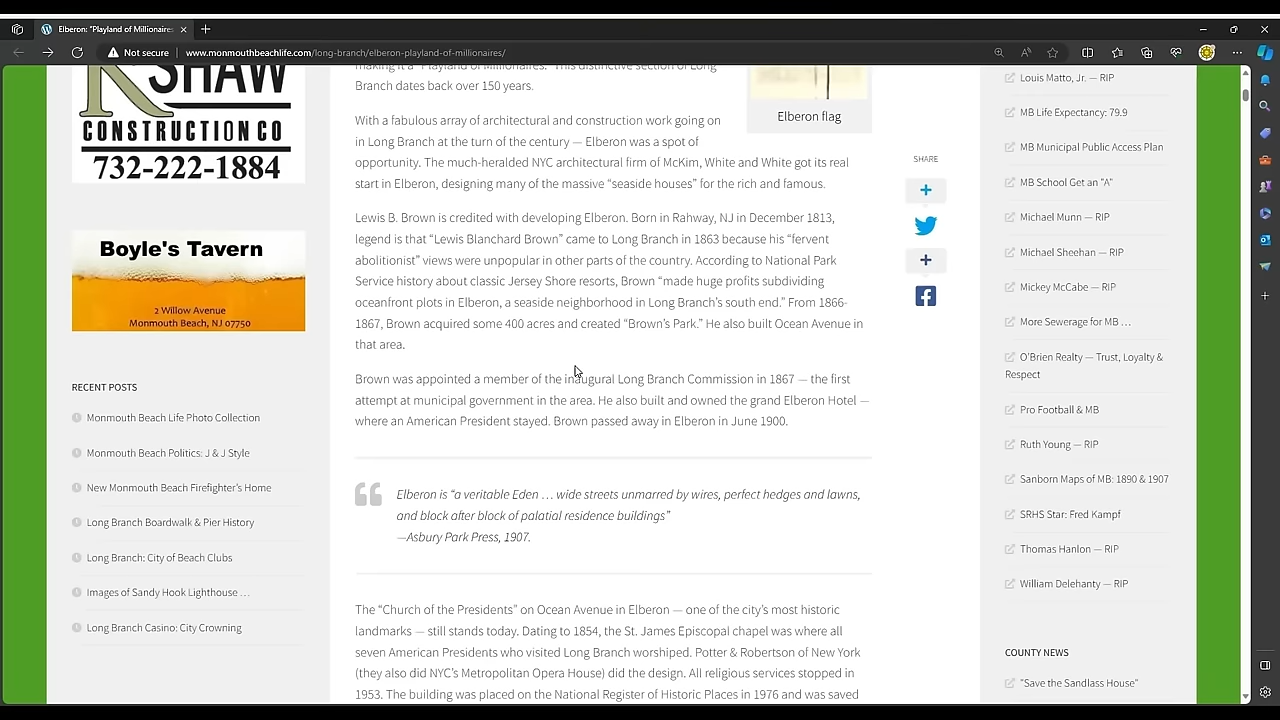 Elberon: "Playland of Millionaires
Not secure
www.monmouthbeachlife.com/long-branch/elberon-playland-of-millionaires/
SHAW
CONSTRUCTION CO
732-222-1884
Boyle's Tavern
2 Willow Avenue
Monmouth Beach, NJ 07750
RECENT POSTS
Monmouth Beach Life Photo Collection
Monmouth Beach Politics: J & J Style
New Monmouth Beach Firefighter's Home
Long Branch Boardwalk & Pier History
Long Branch: City of Beach Clubs
Images of Sandy Hook Lighthouse …
Long Branch Casino: City Crowning
making it a "Playland of Millionaires." This distinctive section of Long
Branch dates back over 150 years.
Elberon flag
With a fabulous array of architectural and construction work going on
in Long Branch at the turn of the century — Elberon was a spot of
opportunity. The much-heralded NYC architectural firm of McKim, White and White got its real
start in Elberon, designing many of the massive "seaside houses" for the rich and famous.
Lewis B. Brown is credited with developing Elberon. Born in Rahway, NJ in December 1813,
legend is that "Lewis Blanchard Brown" came to Long Branch in 1863 because his "fervent
abolitionist" views were unpopular in other parts of the country. According to National Park
Service history about classic Jersey Shore resorts, Brown "made huge profits subdividing
oceanfront plots in Elberon, a seaside neighborhood in Long Branch's south end." From 1866-
1867, Brown acquired some 400 acres and created "Brown's Park." He also built Ocean Avenue in
that area.
Brown was appointed a member of the inaugural Long Branch Commission in 1867 — the first
attempt at municipal government in the area. He also built and owned the grand Elberon Hotel —
where an American President stayed. Brown passed away in Elberon in June 1900.
Elberon is "a veritable Eden … wide streets unmarred by wires, perfect hedges and lawns,
and block after block of palatial residence buildings"
—Asbury Park Press, 1907.
The "Church of the Presidents" on Ocean Avenue in Elberon — one of the city's most historic
landmarks — still stands today. Dating to 1854, the St. James Episcopal chapel was where all
seven American Presidents who visited Long Branch worshiped. Potter & Robertson of New York
(they also did NYC's Metropolitan Opera House) did the design. All religious services stopped in
1953. The building was placed on the National Register of Historic Places in 1976 and was saved
SHARE
Louis Matto, Jr. — RIP
MB Life Expectancy: 79.9
MB Municipal Public Access Plan
MB School Get an "A"
Michael Munn — RIP
Michael Sheehan — RIP
Mickey McCabe — RIP
More Sewerage for MB …
O'Brien Realty — Trust, Loyalty &
Respect
Pro Football & MB
Ruth Young — RIP
Sanborn Maps of MB: 1890 & 1907
SRHS Star: Fred Kampf
Thomas Hanlon — RIP
William Delehanty — RIP
COUNTY NEWS
"Save the Sandlass House"